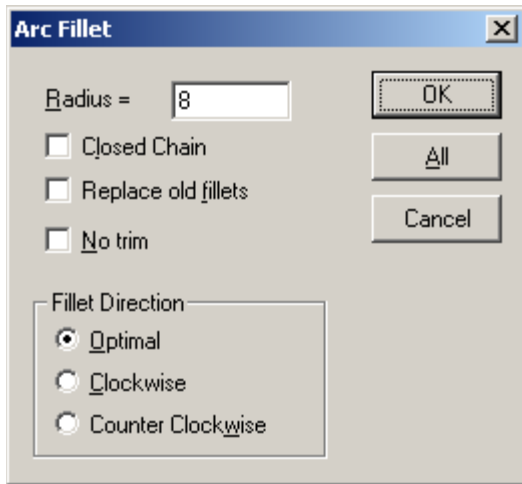 Arc Fillet
Radius = 8
OK
Closed Chain
All
Replace old fillets
Cancel
No trim
Fillet Direction
Optimal
Clockwise
Counter Clockwise